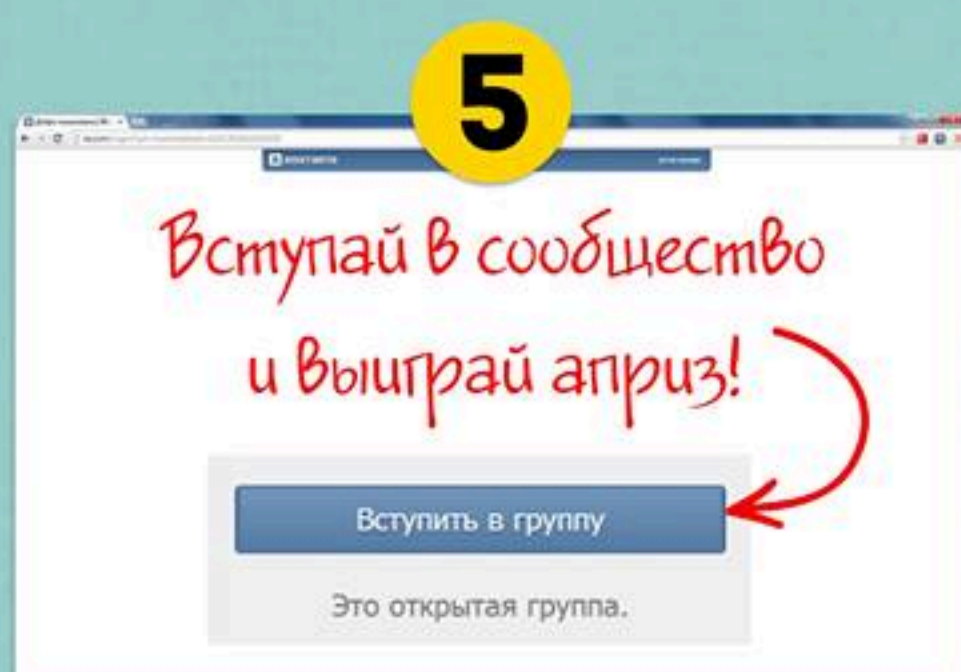 5
Вступай в сообщество
и выиграй априз!
Вступить в группу
Это открытая группа.